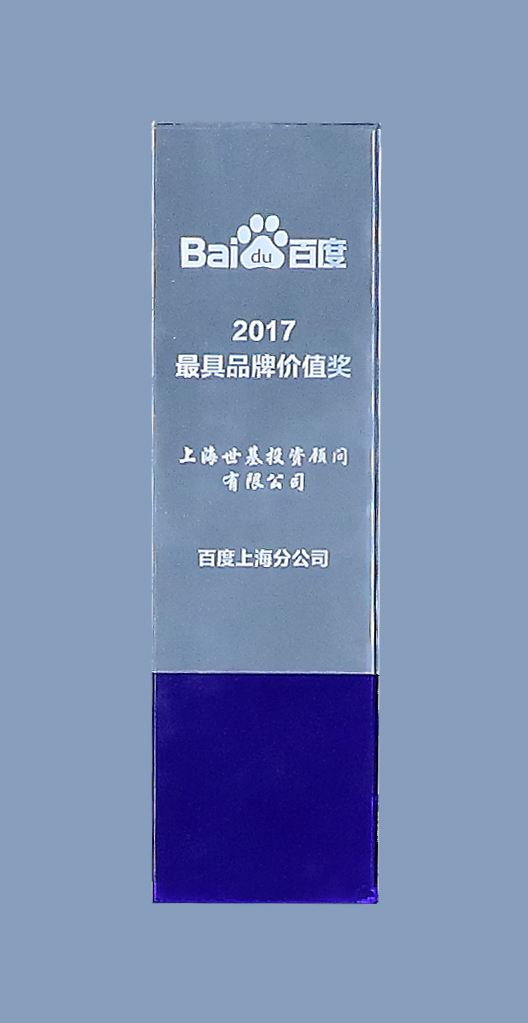 Bai du 百度
2017
最具品牌价值奖
上海世基投资顾问
有限公司
百度上海分公司